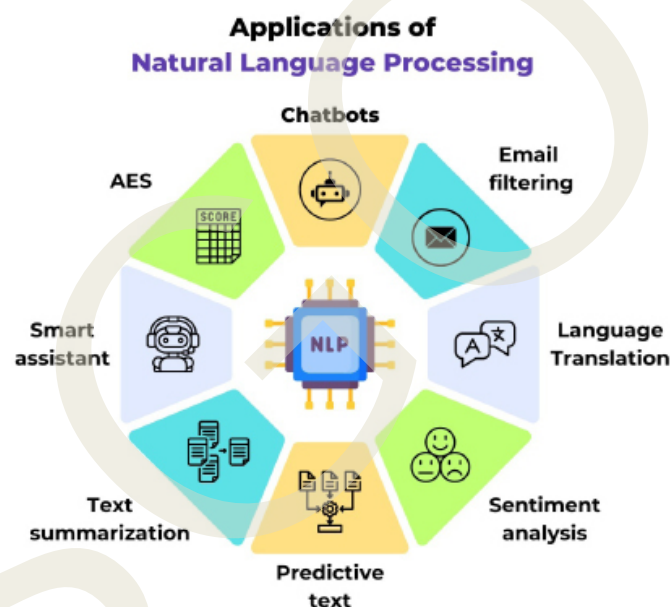 Applications of
Natural Language Processing
Chatbots
Email
filtering
AES
SCORE
NLP
Smart
assistant
A
文
Language
Translation
Text
summarization
Sentiment
analysis
Predictive
text